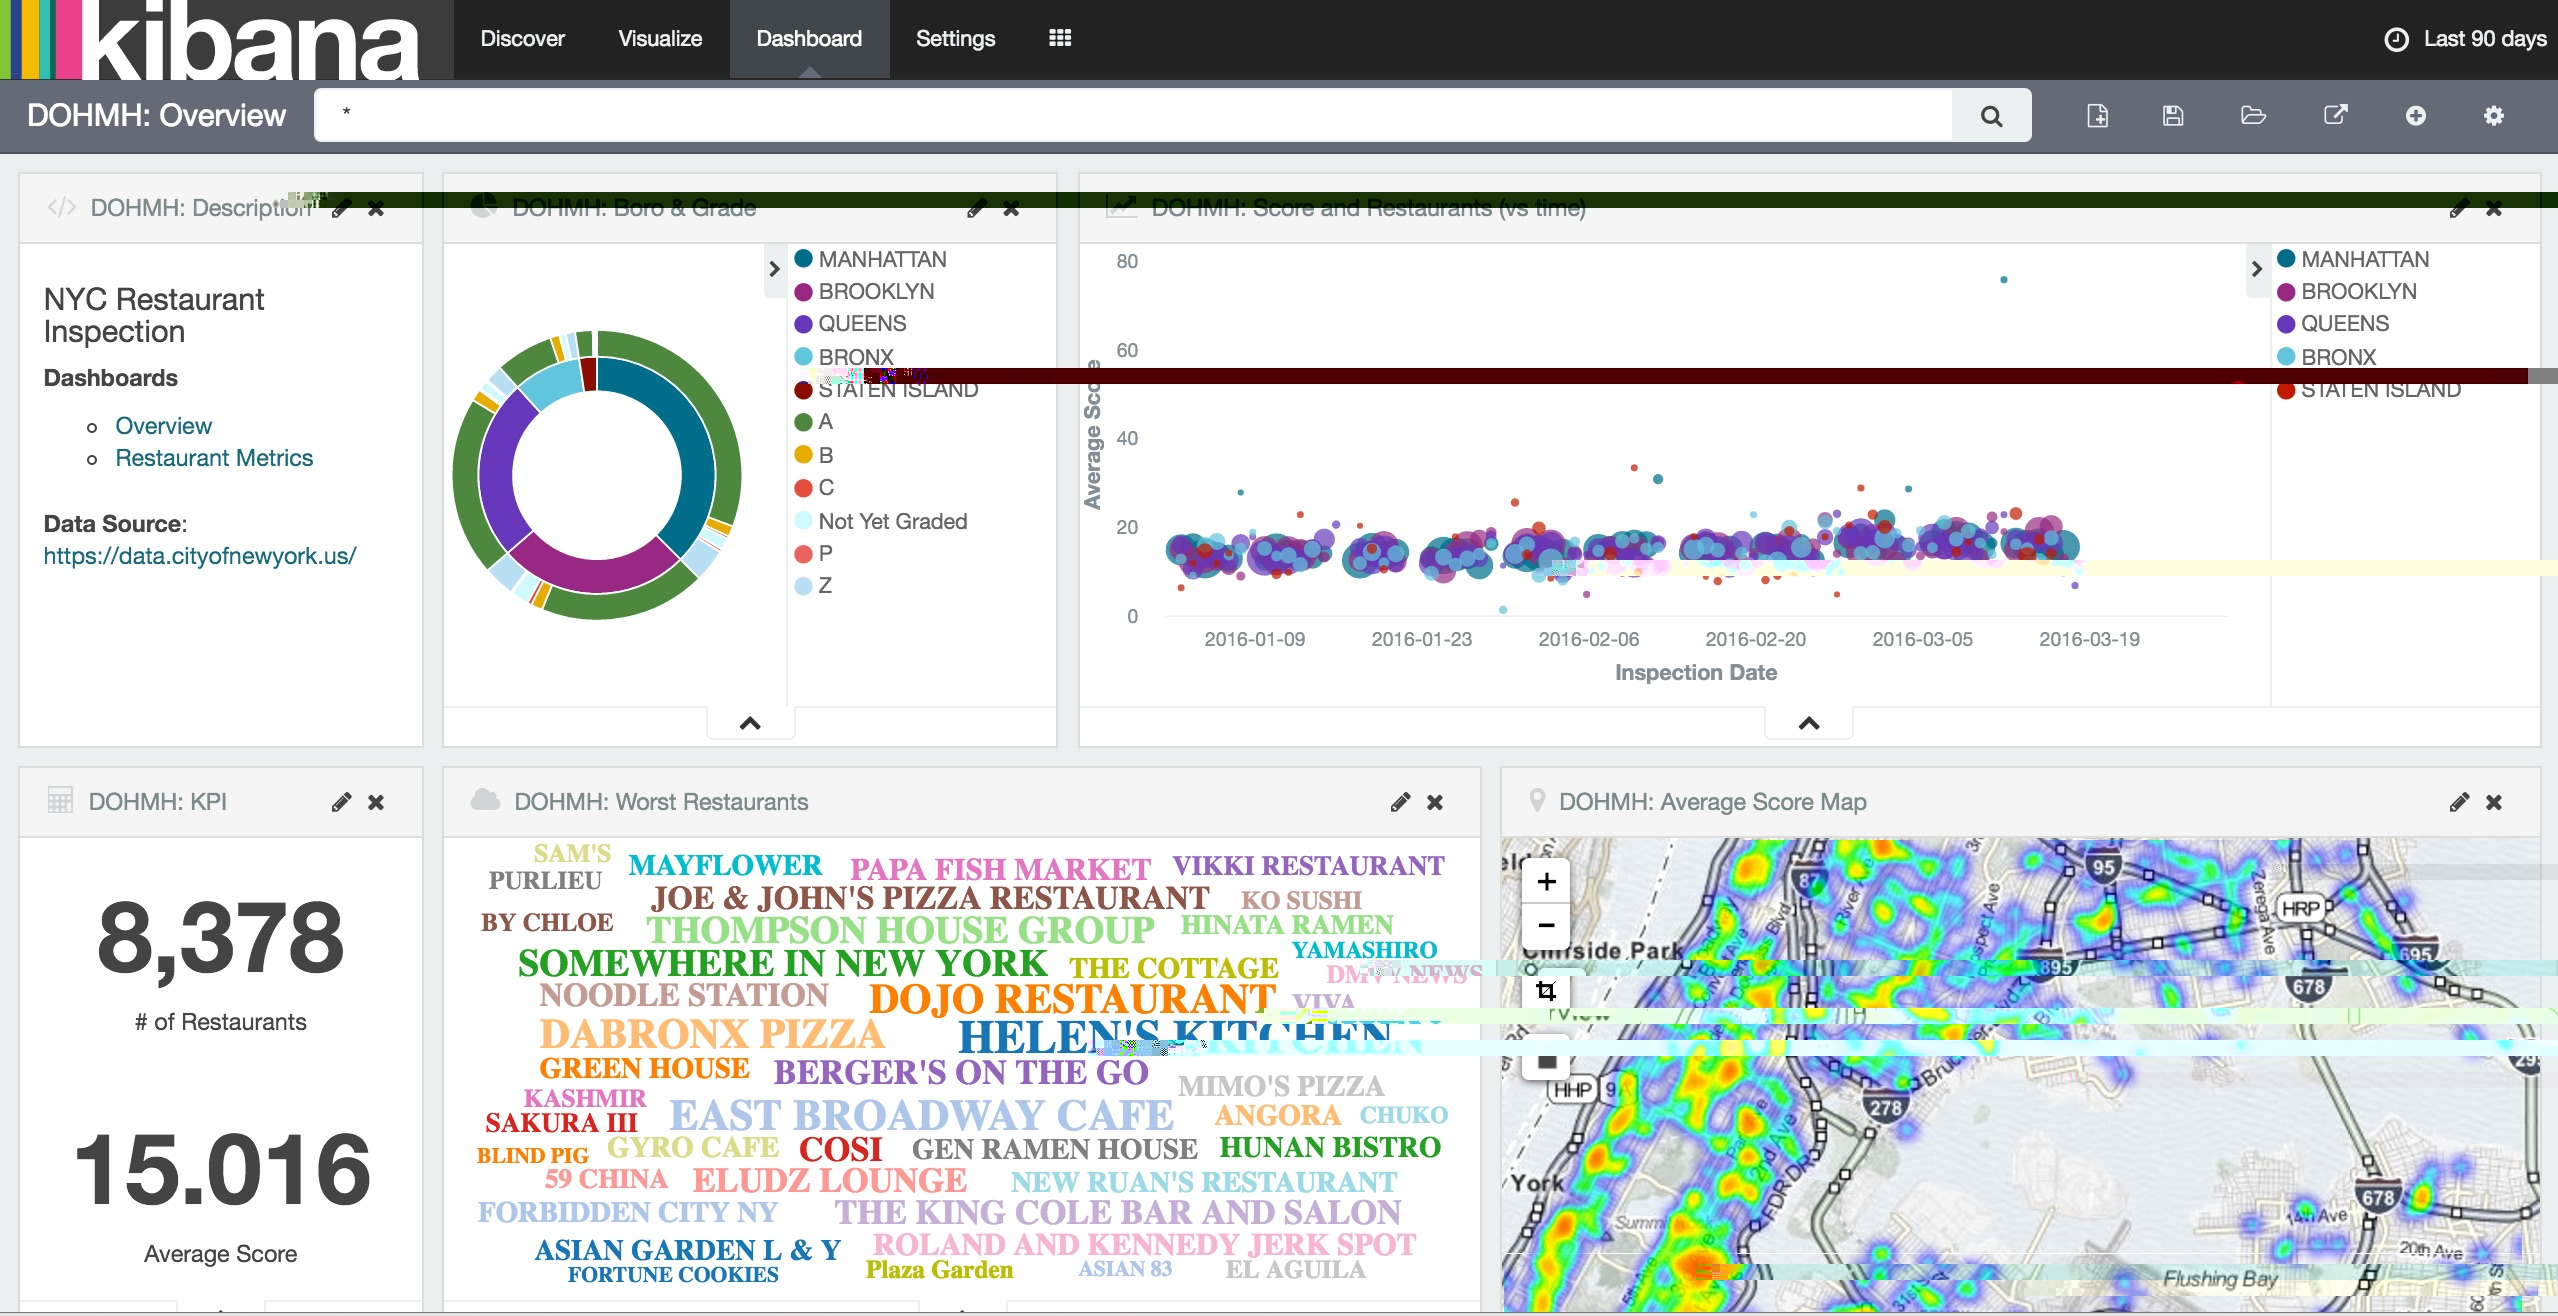 kibana
Discover
Visualize
Dashboard
Settings
Last 90 days
DOHMH: Overview
*
DOHMH: Description
NYC Restaurant
Inspection
Dashboards
Overview
Restaurant Metrics
Data Source:
https://data.cityofnewyork.us/
DOHMH: Boro & Grade
MANHATTAN
BROOKLYN
QUEENS
BRONX
STATEN ISLAND
A
B
C
Not Yet Graded
P
Z
DOHMH: Score and Restaurants (vs time)
80
60
40
20
0
Average Score
2016-01-09
2016-01-23
2016-02-06
2016-02-20
2016-03-05
2016-03-19
Inspection Date
MANHATTAN
BROOKLYN
QUEENS
BRONX
STATEN ISLAND
DOHMH: KPI
8,378
# of Restaurants
15.016
Average Score
DOHMH: Worst Restaurants
SAM'S
PURLIEU
MAYFLOWER
PAPA FISH MARKET
VIKKI RESTAURANT
JOE & JOHN'S PIZZA RESTAURANT
KO SUSHI
BY CHLOE
THOMPSON HOUSE GROUP
HINATA RAMEN
SOMEWHERE IN NEW YORK
THE COTTAGE
YAMASHIRO
NEWS
NOODLE STATION
DOJO RESTAURANT
VIVA
DABRONX PIZZA
HELEN'S KITCHEN
GREEN HOUSE
BERGER'S ON THE GO
MIMO'S PIZZA
KASHMIR
SAKURA III
EAST BROADWAY CAFE
ANGORA
CHUKO
BLIND PIG
GYRO CAFE
COSI
GEN RAMEN HOUSE
HUNAN BISTRO
59 CHINA
ELUDZ LOUNGE
NEW RUAN'S RESTAURANT
FORBIDDEN CITY NY
THE KING COLE BAR AND SALON
ASIAN GARDEN L & Y
ROLAND AND KENNEDY JERK SPOT
FORTUNE COOKIES
Plaza Garden
ASIAN 83
EL AGUILA
DOHMH: Average Score Map
+
−
87
95
HRP
River Ave
Zerega Ave
Park
895
695
678
HHP
9A
278
2nd Ave
FDR DR
York
678
14th Ave
20th Ave
Flushing Bay